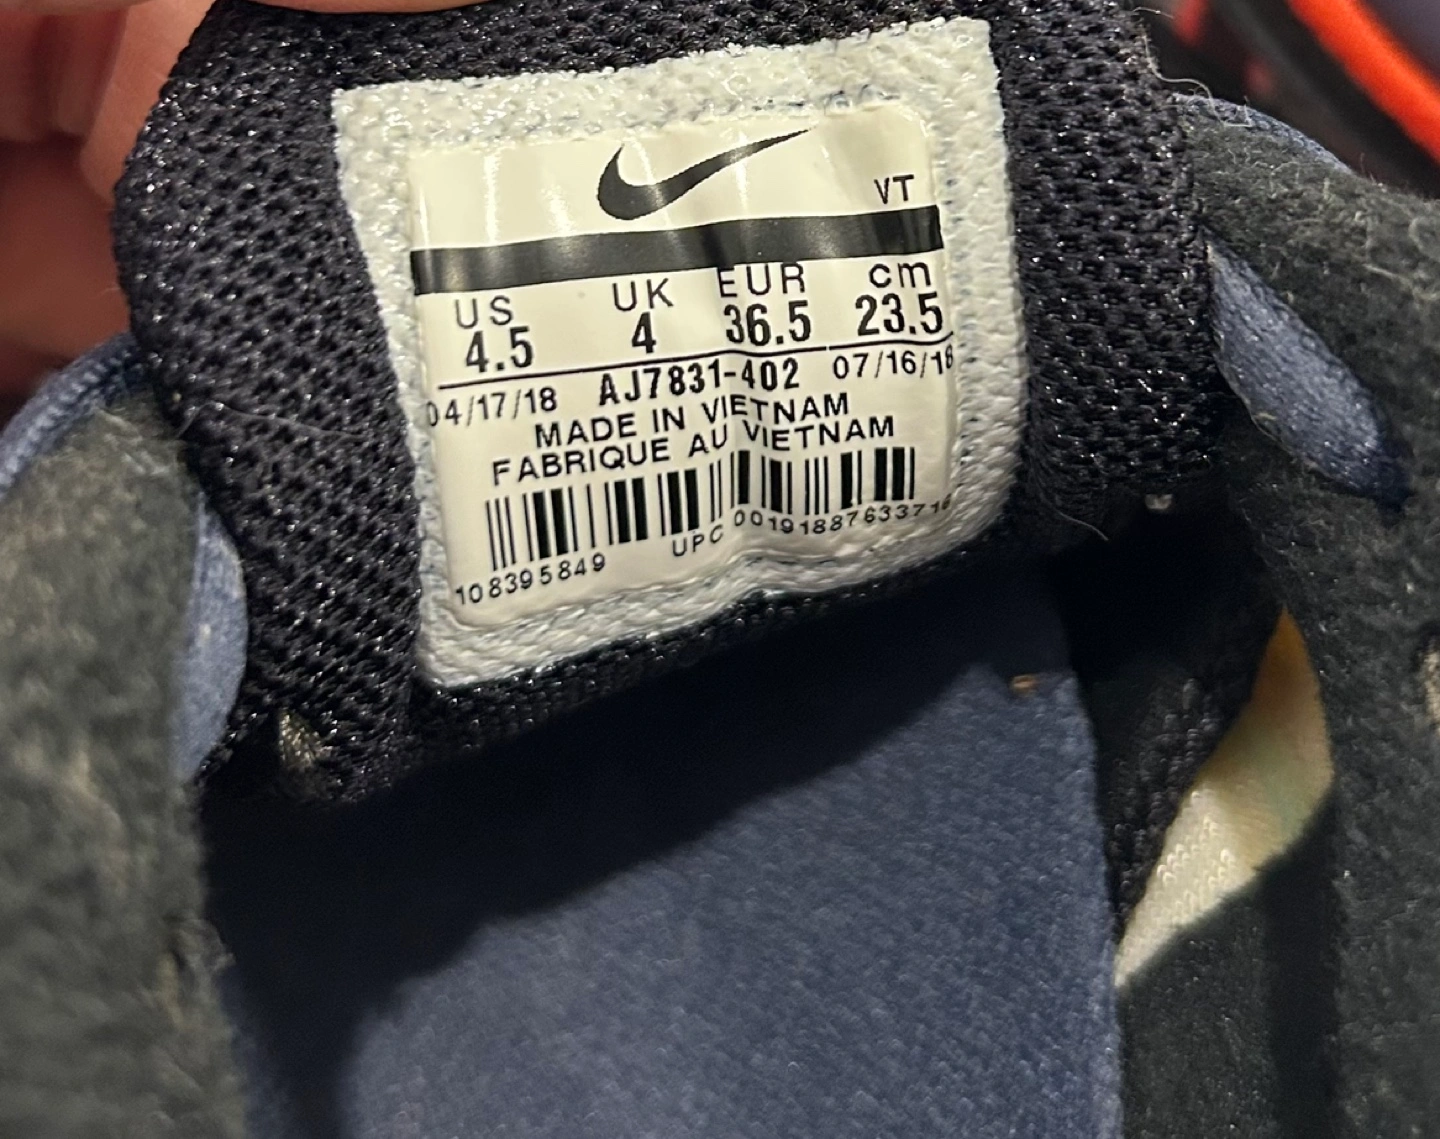 VT
US UK EUR cm
4.5 4 36.5 23.5
04/17/18 AJ7831-402 07/16/18
MADE IN VIETNAM
FABRIQUE AU VIETNAM
108395849 UPC 00191887633716